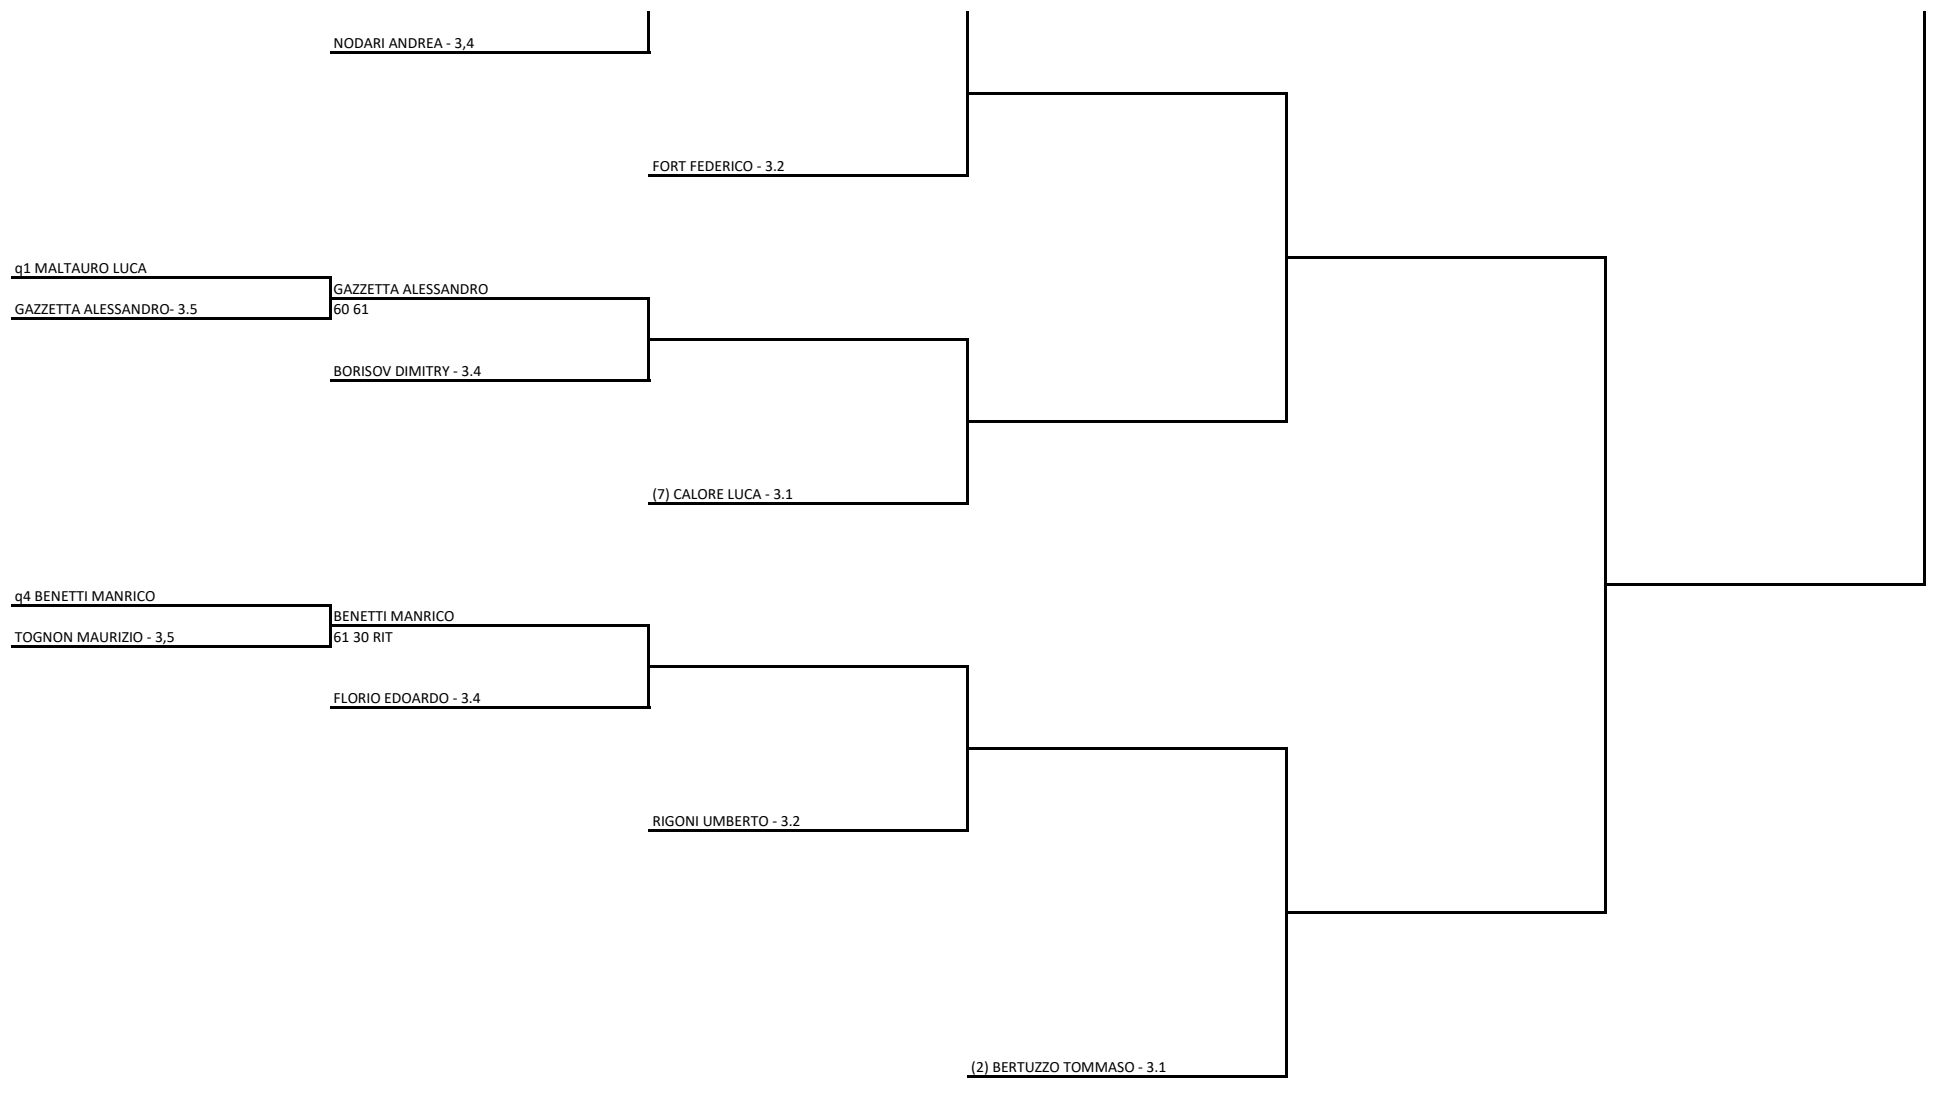 NODARI ANDREA - 3,4
FORT FEDERICO - 3.2
q1 MALTAURO LUCA
GAZZETTA ALESSANDRO
GAZZETTA ALESSANDRO- 3.5
60 61
BORISOV DIMITRY - 3.4
(7) CALORE LUCA - 3.1
q4 BENETTI MANRICO
BENETTI MANRICO
TOGNON MAURIZIO - 3,5
61 30 RIT
FLORIO EDOARDO - 3.4
RIGONI UMBERTO - 3.2
(2) BERTUZZO TOMMASO - 3.1